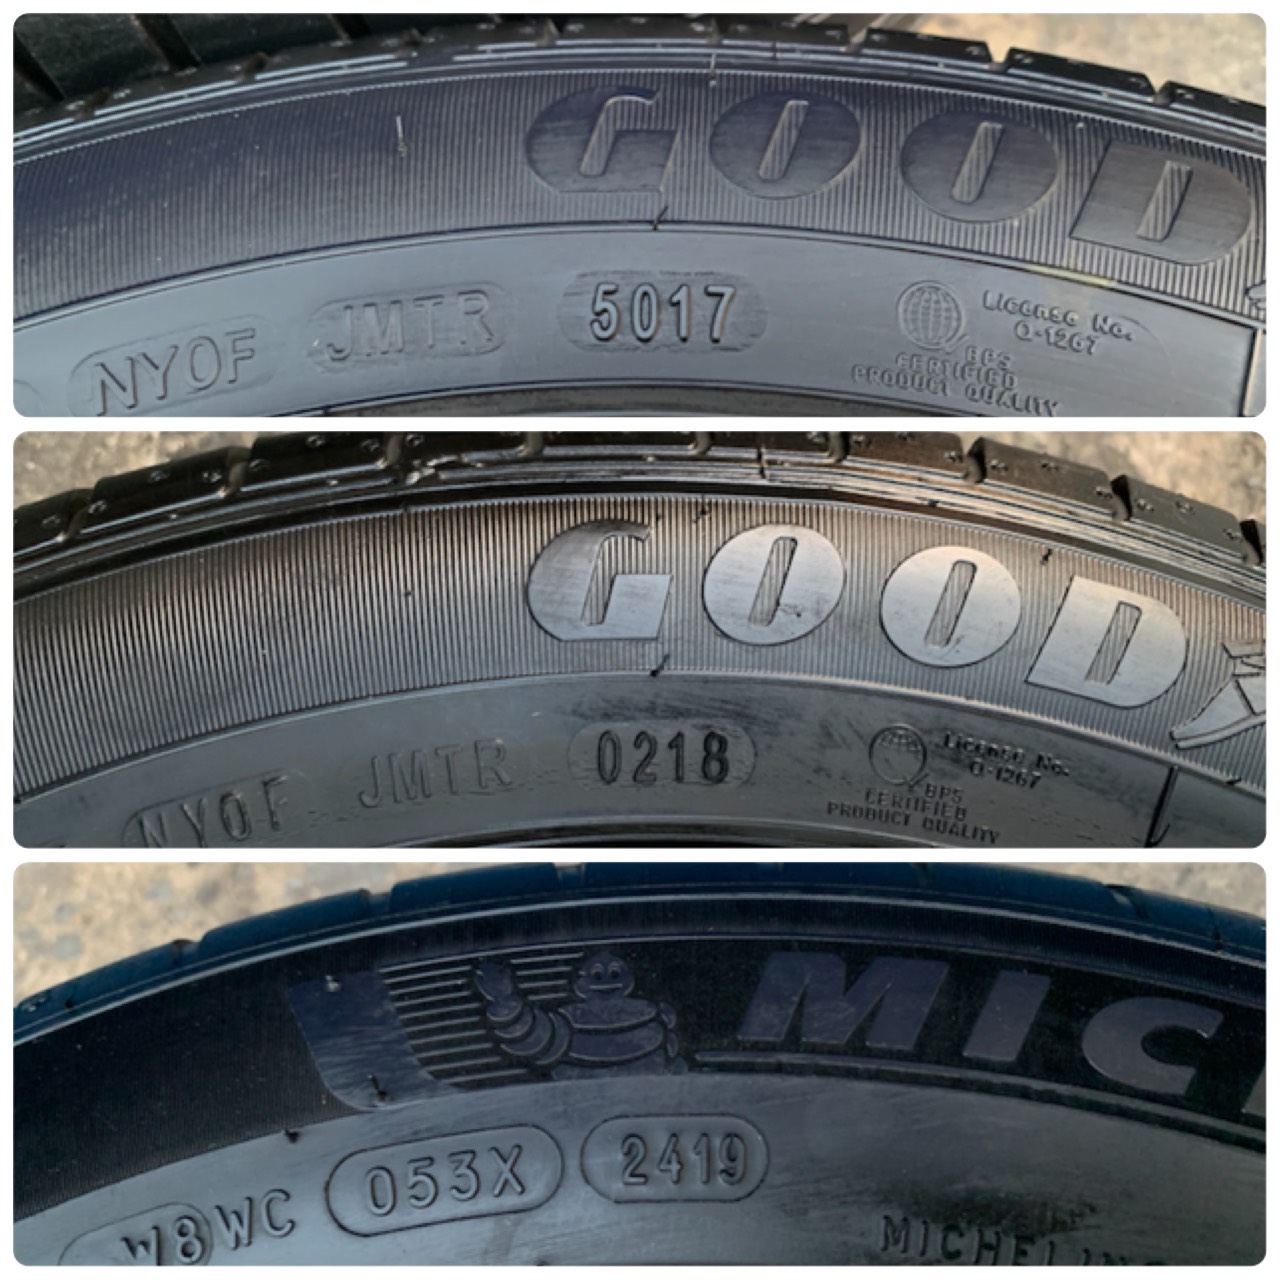 GOOD
NYOF JMTR 5017
License No.
Q-1267
BPS
CERTIFIED
PRODUCT QUALITY
GOOD
NYOF JMTR 0218
License No.
Q-1267
BPS
CERTIFIED
PRODUCT QUALITY
MIC
W8WC 053X 2419
MICHELIN